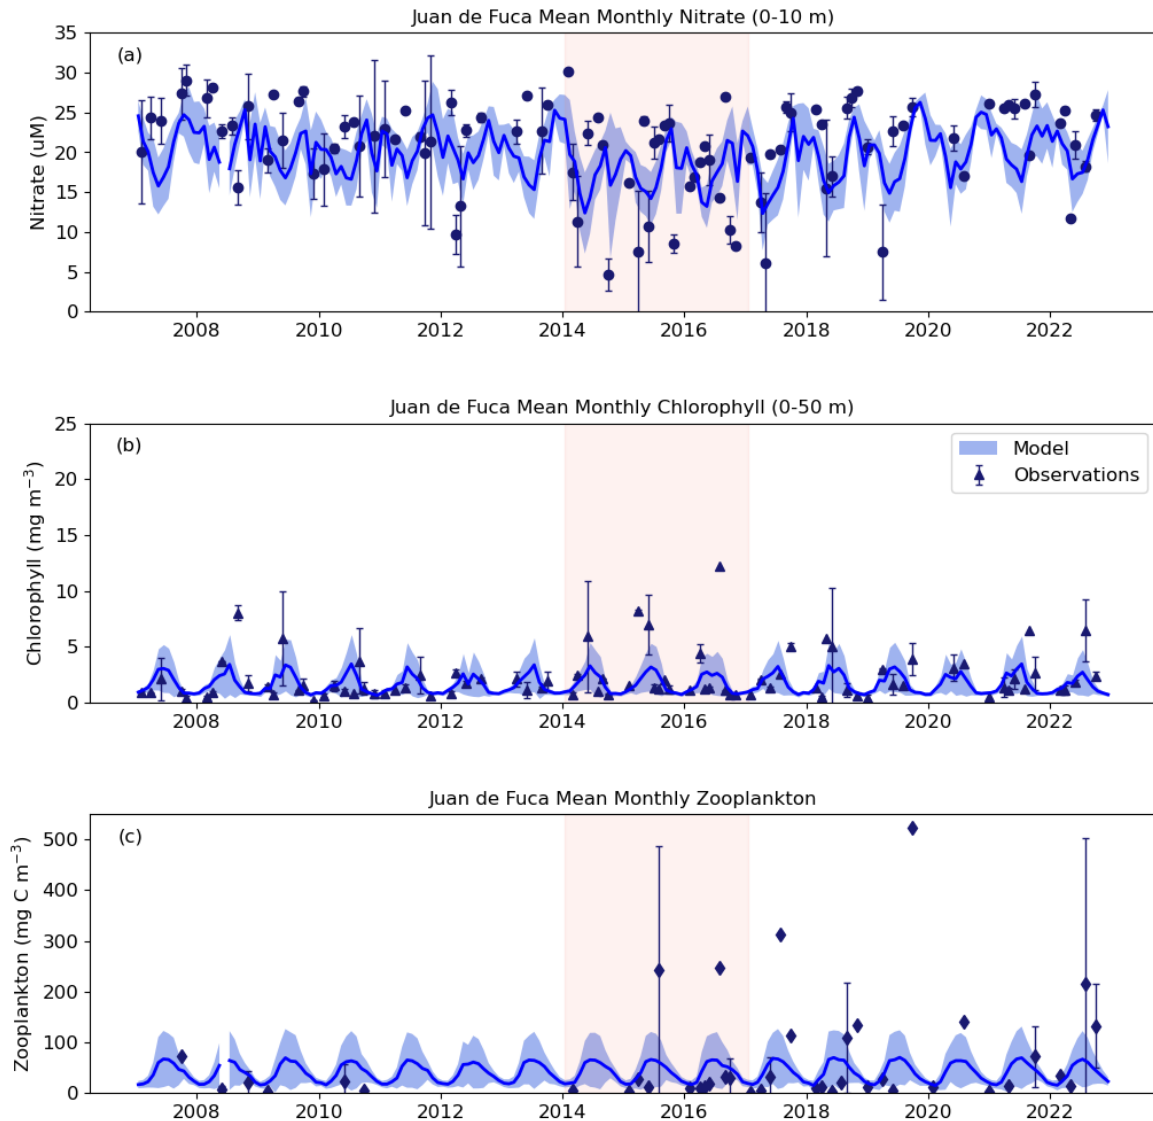 Juan de Fuca Mean Monthly Nitrate (0-10 m)
(a)
Nitrate (uM)
35
30
25
20
15
10
5
0
2008 2010 2012 2014 2016 2018 2020 2022
Juan de Fuca Mean Monthly Chlorophyll (0-50 m)
(b)
Chlorophyll (mg m⁻³)
25
20
15
10
5
0
Model
Observations
2008 2010 2012 2014 2016 2018 2020 2022
Juan de Fuca Mean Monthly Zooplankton
(c)
Zooplankton (mg C m⁻³)
500
400
300
200
100
0
2008 2010 2012 2014 2016 2018 2020 2022